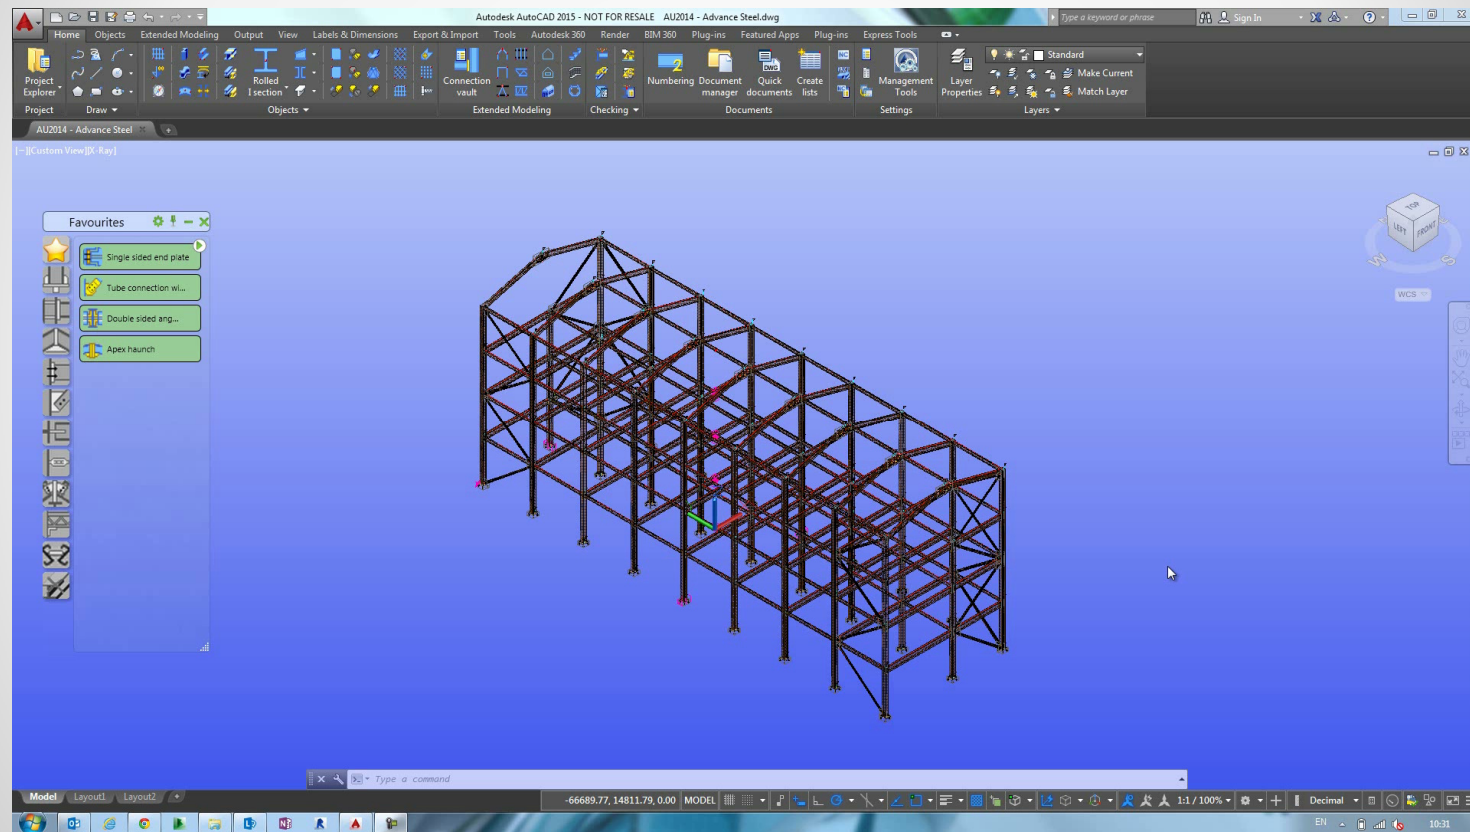 Autodesk AutoCAD 2015 - NOT FOR RESALE AU2014 - Advance Steel.dwg
Type a keyword or phrase
Sign In
Home Objects Extended Modeling Output View Labels & Dimensions Export & Import Tools Autodesk 360 Render BIM 360 Plug-ins Featured Apps Plug-ins Express Tools
Project Explorer
Rolled I section
Connection vault
Numbering
Document manager
Quick documents
Create lists
Management Tools
Layer Properties
Standard
Make Current
Match Layer
Project Draw Objects Extended Modeling Checking Documents Settings Layers
AU2014 - Advance Steel
[−][Custom View][X-Ray]
Favourites
Single sided end plate
Tube connection wi...
Double sided ang...
Apex haunch
TOP
LEFT
FRONT
W
S
WCS
Type a command
Model Layout1 Layout2
-66689.77, 14811.79, 0.00 MODEL
1:1 / 100%
Decimal
EN
10:31